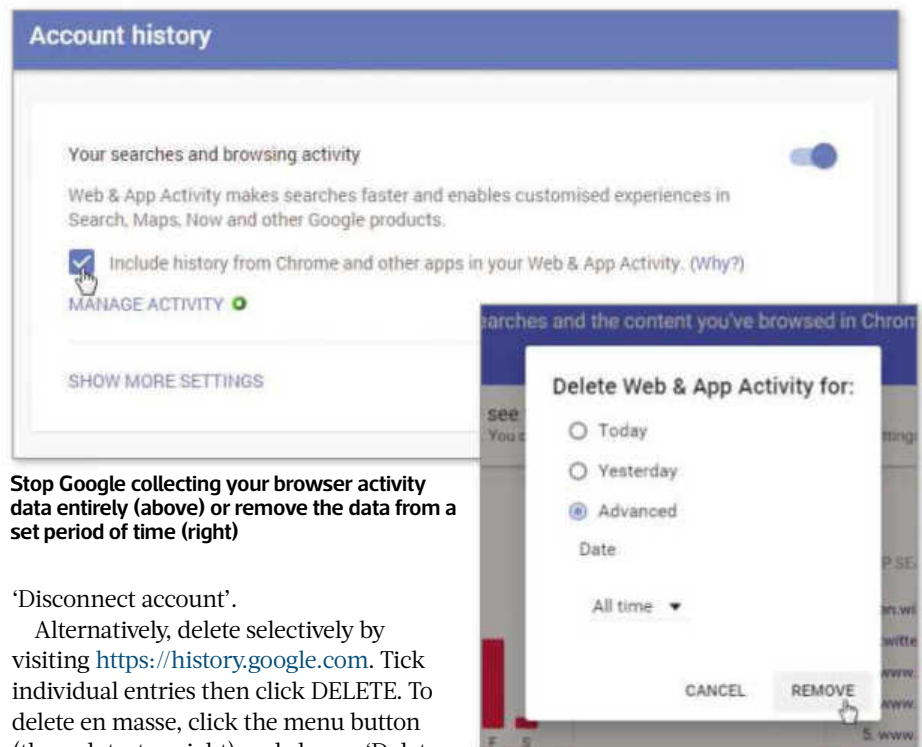 Account history
Your searches and browsing activity
Web & App Activity makes searches faster and enables customised experiences in
Search, Maps, Now and other Google products.
Include history from Chrome and other apps in your Web & App Activity. (Why?)
MANAGE ACTIVITY
SHOW MORE SETTINGS
Stop Google collecting your browser activity
data entirely (above) or remove the data from a
set period of time (right)
‘Disconnect account’.
Alternatively, delete selectively by
visiting https://history.google.com. Tick
individual entries then click DELETE. To
delete en masse, click the menu button
and the content you've browsed in
see
Delete Web & App Activity for:
Today
Yesterday
Advanced
Date
All time
CANCEL
REMOVE
F S
www.
www.
5. www.